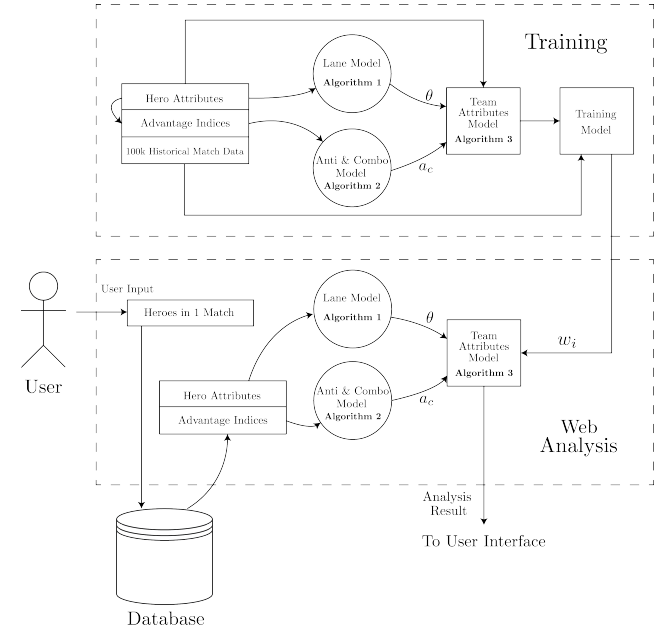 Training
Lane Model
Algorithm 1
θ
Hero Attributes
Advantage Indices
100k Historical Match Data
Team
Attributes
Model
Algorithm 3
Training
Model
Anti & Combo
Model
Algorithm 2
a_c
User Input
Heroes in 1 Match
User
Lane Model
Algorithm 1
θ
Team
Attributes
Model
Algorithm 3
w_i
Hero Attributes
Advantage Indices
Anti & Combo
Model
Algorithm 2
a_c
Web
Analysis
Analysis
Result
To User Interface
Database